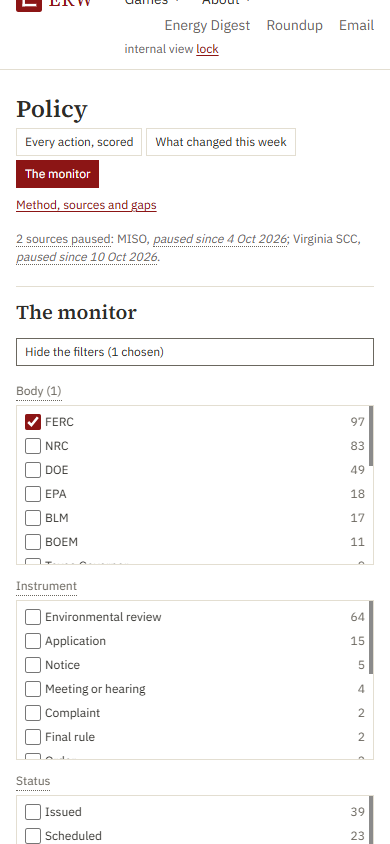 ERW
Games
About
Energy Digest Roundup Email
internal view lock
Policy
Every action, scored
What changed this week
The monitor
Method, sources and gaps
2 sources paused: MISO, paused since 4 Oct 2026; Virginia SCC,
paused since 10 Oct 2026.
The monitor
Hide the filters (1 chosen)
Body (1)
FERC 97
NRC 83
DOE 49
EPA 18
BLM 17
BOEM 11
Instrument
Environmental review 64
Application 15
Notice 5
Meeting or hearing 4
Complaint 2
Final rule 2
Status
Issued 39
Scheduled 23